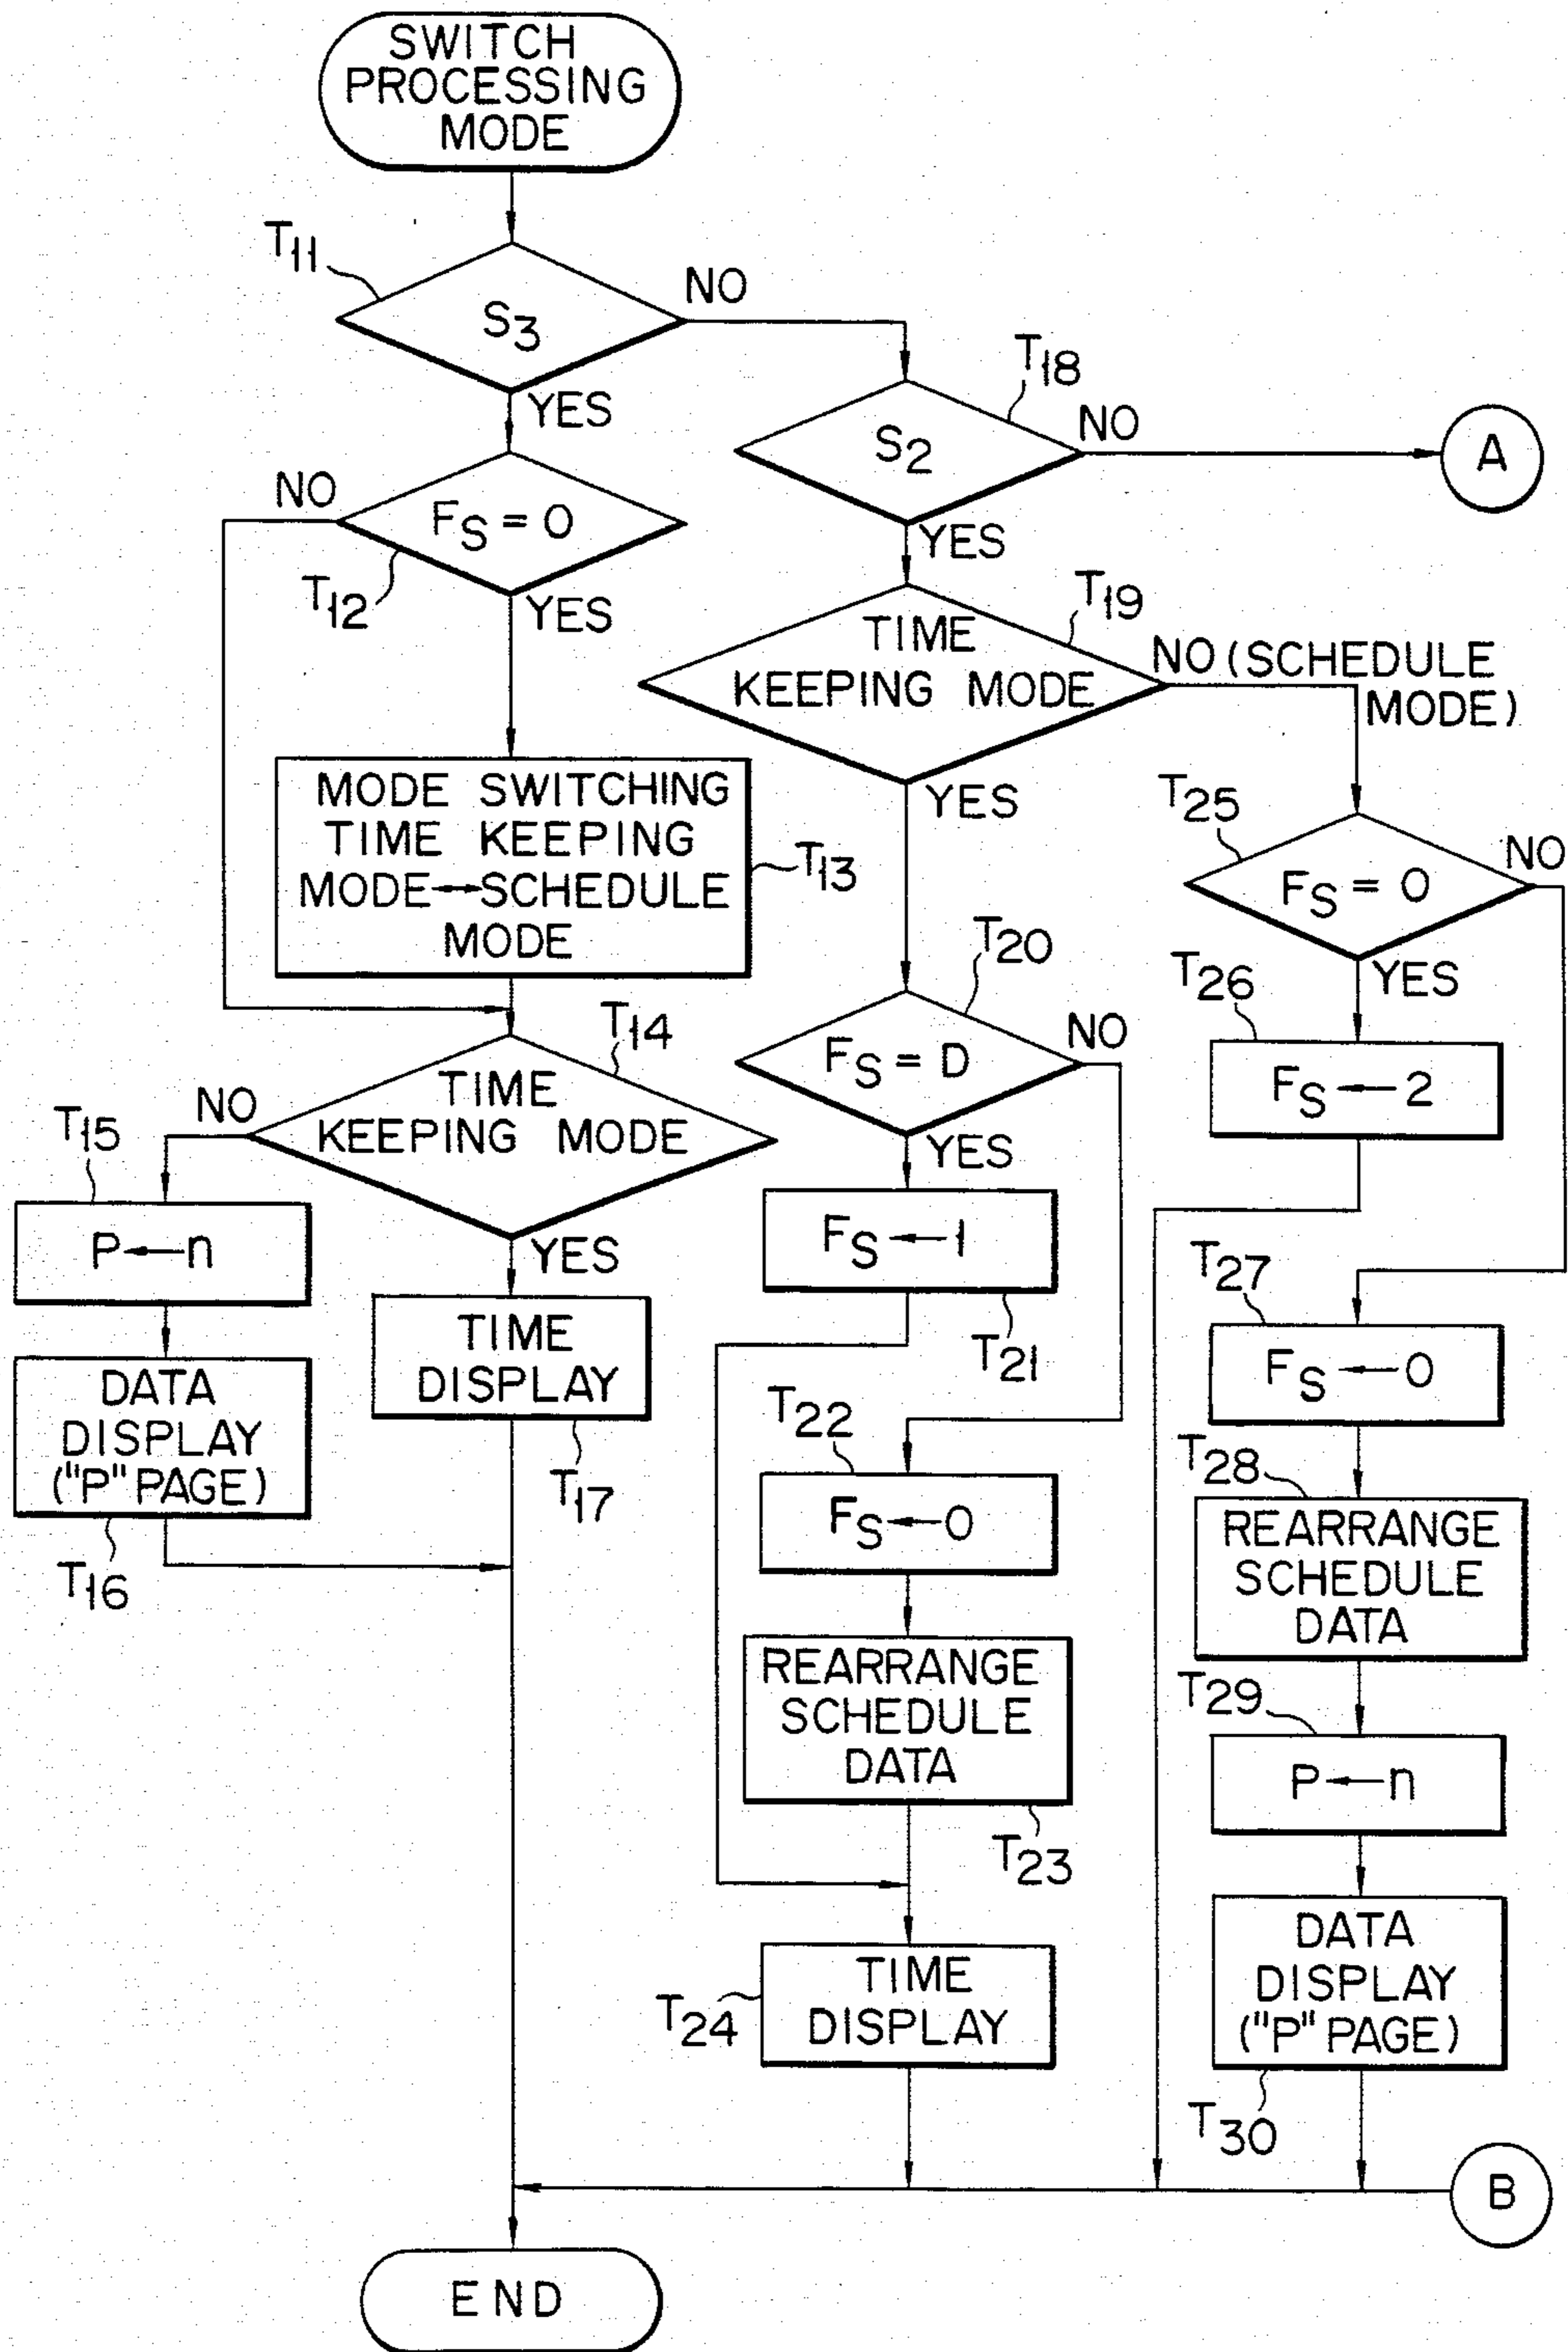 SWITCH
PROCESSING
MODE
T11
S3
NO
YES
T18
S2
NO
A
YES
NO
FS = 0
T12
YES
T19
TIME
KEEPING MODE
NO (SCHEDULE
MODE)
YES
MODE SWITCHING
TIME KEEPING
MODE↔SCHEDULE
MODE
T13
T25
FS = 0
NO
YES
T20
FS = D
NO
YES
T26
FS ← 2
T14
TIME
KEEPING MODE
NO
YES
T15
P←n
FS ← 1
T21
T27
FS ← 0
TIME
DISPLAY
T17
DATA
DISPLAY
("P" PAGE)
T16
T22
FS ← 0
T28
REARRANGE
SCHEDULE
DATA
REARRANGE
SCHEDULE
DATA
T23
T29
P←n
T24
TIME
DISPLAY
DATA
DISPLAY
("P" PAGE)
T30
B
END